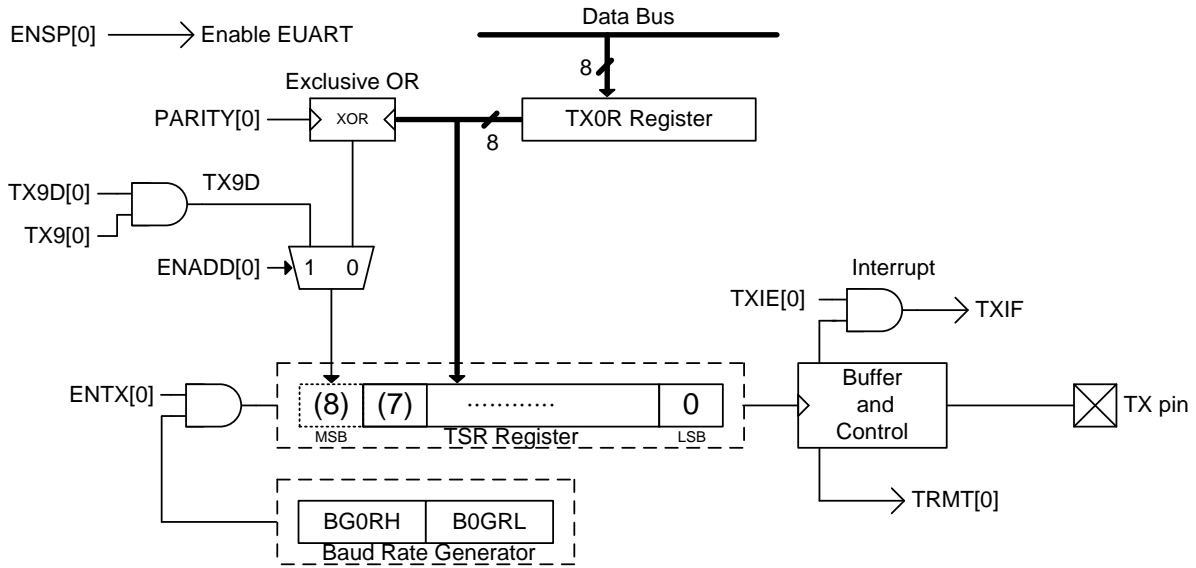 Data Bus
ENSP[0]
Enable EUART
8
Exclusive OR
PARITY[0]
XOR
8
TX0R Register
TX9D[0]
TX9D
TX9[0]
ENADD[0]
1 0
Interrupt
TXIE[0]
TXIF
ENTX[0]
(8) (7) ............ 0
MSB
TSR Register
LSB
Buffer
and
Control
TX pin
TRMT[0]
BG0RH
B0GRL
Baud Rate Generator